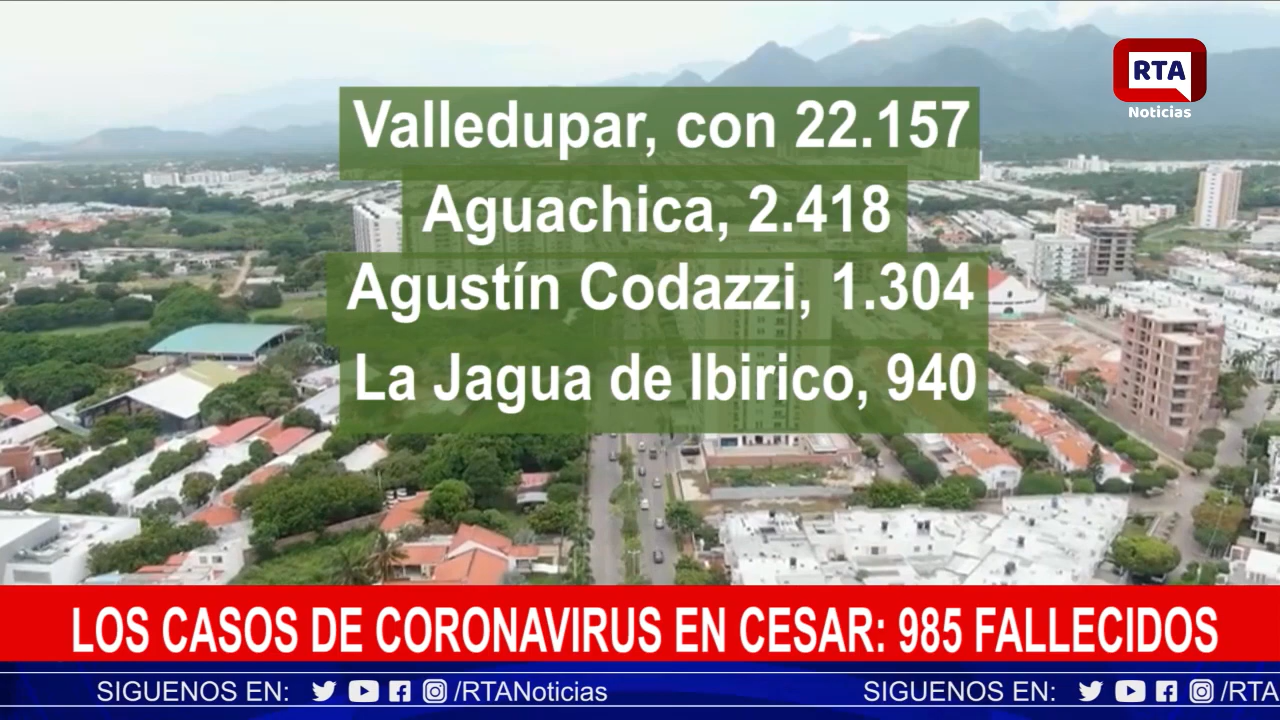 RTA
Noticias
Valledupar, con 22.157
Aguachica, 2.418
Agustín Codazzi, 1.304
La Jagua de Ibirico, 940
LOS CASOS DE CORONAVIRUS EN CESAR: 985 FALLECIDOS
SIGUENOS EN: /RTANoticias SIGUENOS EN: /RTA